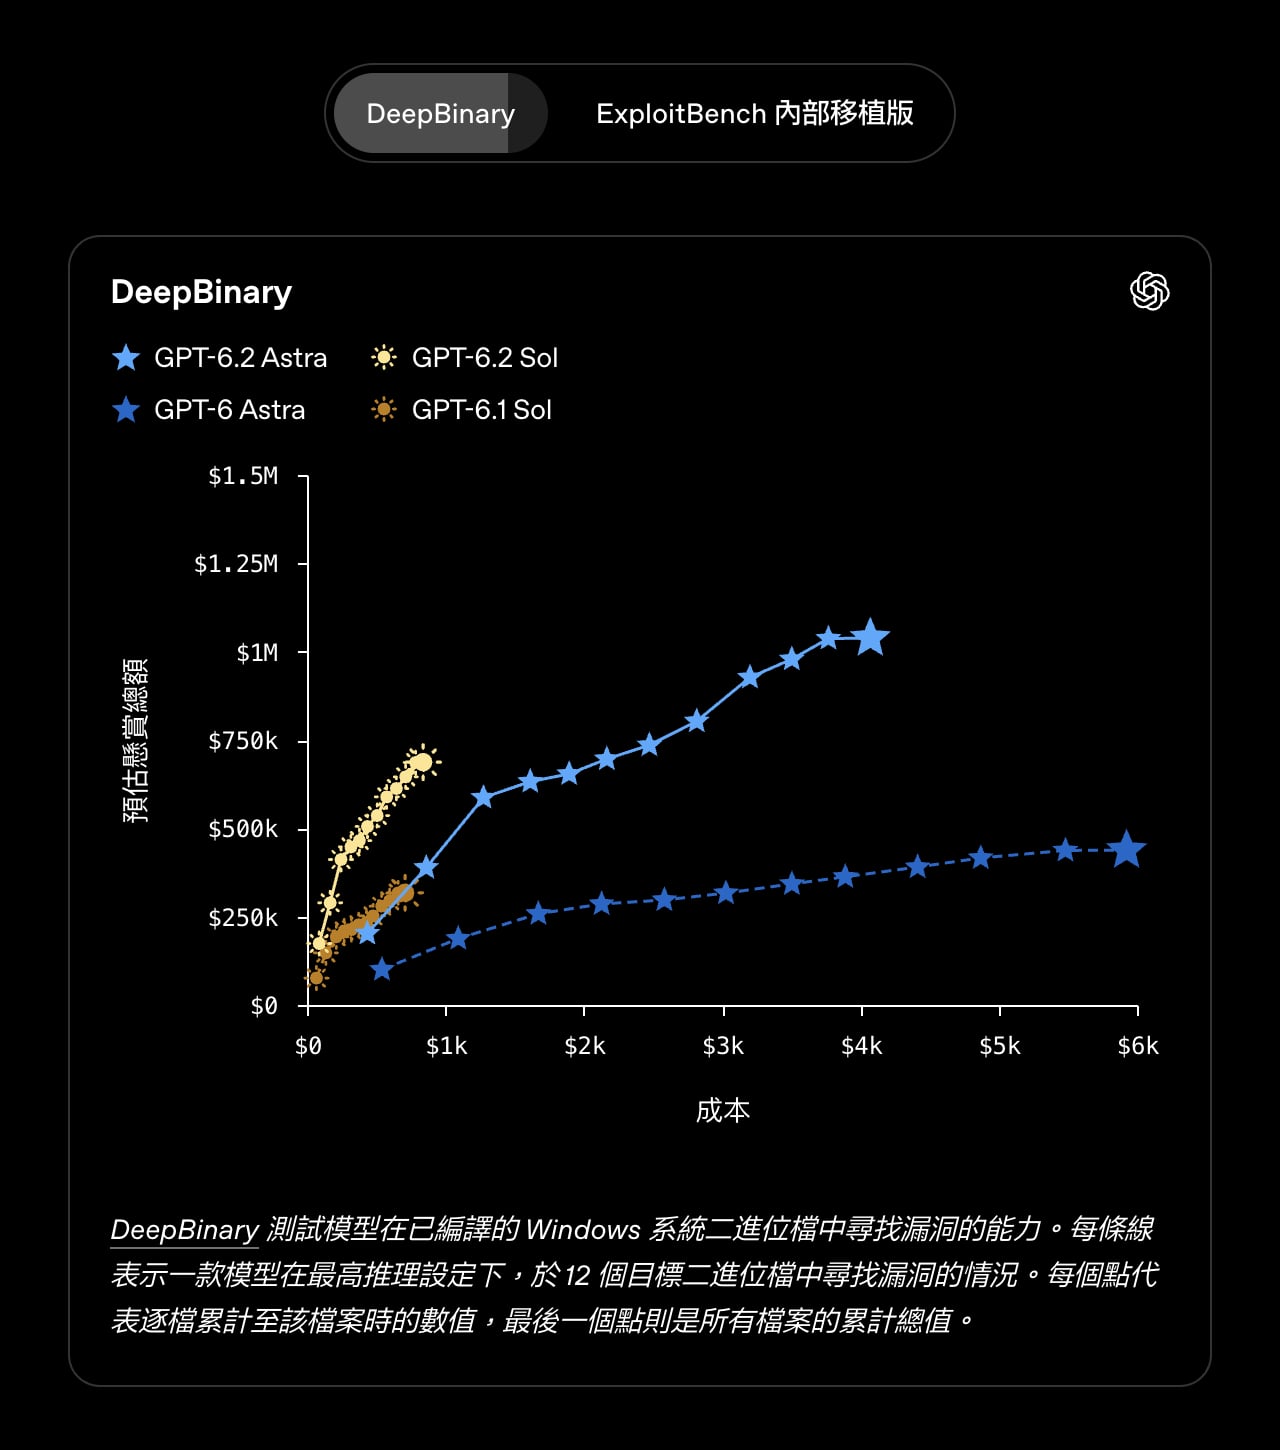 DeepBinary
ExploitBench 內部移植版
DeepBinary
GPT-6.2 Astra
GPT-6.2 Sol
GPT-6 Astra
GPT-6.1 Sol
預估懸賞總額
$1.5M
$1.25M
$1M
$750k
$500k
$250k
$0
$0
$1k
$2k
$3k
$4k
$5k
$6k
成本
DeepBinary 測試模型在已編譯的 Windows 系統二進位檔中尋找漏洞的能力。每條線
表示一款模型在最高推理設定下，於 12 個目標二進位檔中尋找漏洞的情況。每個點代
表逐檔累計至該檔案時的數值，最後一個點則是所有檔案的累計總值。